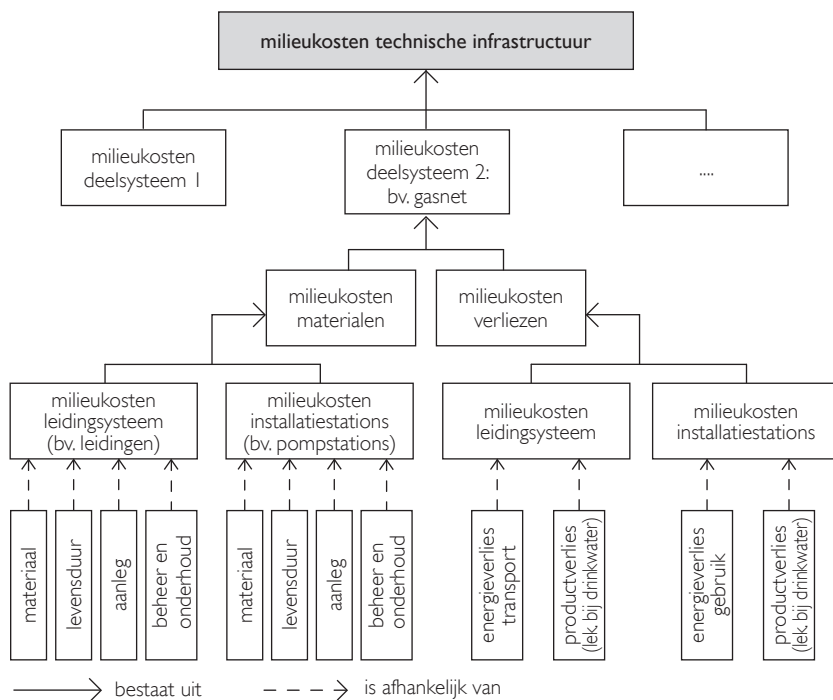 milieukosten technische infrastructuur
milieukosten
deelsysteem 1
milieukosten
deelsysteem 2:
bv. gasnet
....
milieukosten
materialen
milieukosten
verliezen
milieukosten
leidingsysteem
(bv. leidingen)
milieukosten
installatiestations
(bv. pompstations)
milieukosten
leidingsysteem
milieukosten
installatiestations
materiaal
levensduur
aanleg
beheer en
onderhoud
materiaal
levensduur
aanleg
beheer en
onderhoud
energieverlies
transport
productverlies
(lek bij drinkwater)
energieverlies
gebruik
productverlies
(lek bij drinkwater)
bestaat uit
is afhankelijk van